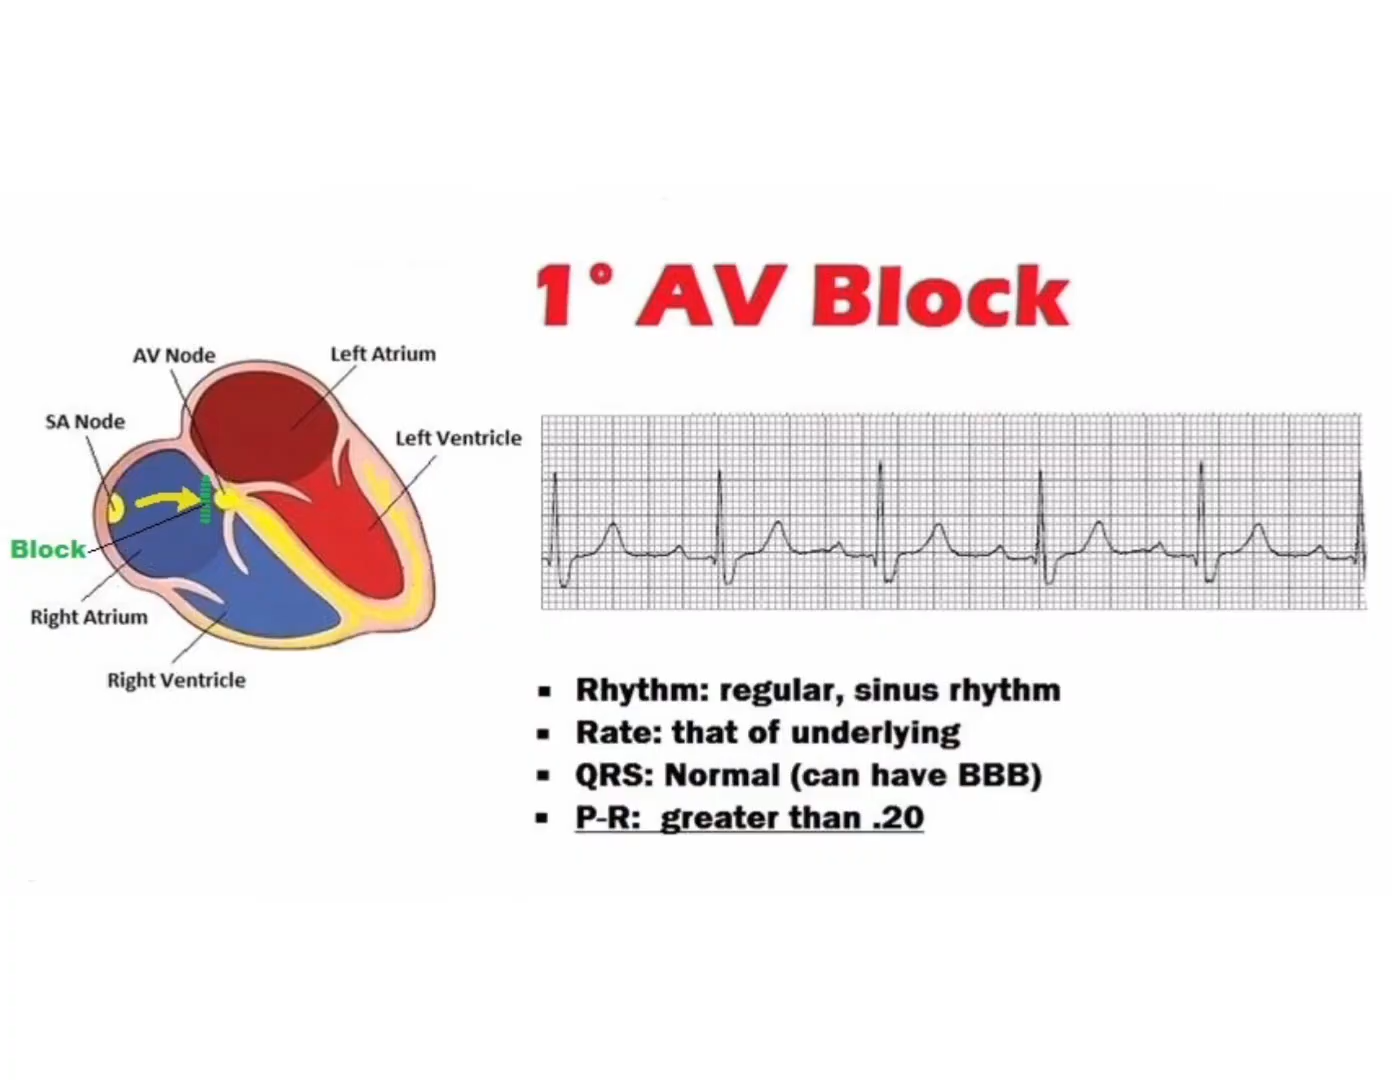 1° AV Block
AV Node
Left Atrium
SA Node
Left Ventricle
Block
Right Atrium
Right Ventricle
▪ Rhythm: regular, sinus rhythm
▪ Rate: that of underlying
▪ QRS: Normal (can have BBB)
▪ P-R: greater than .20